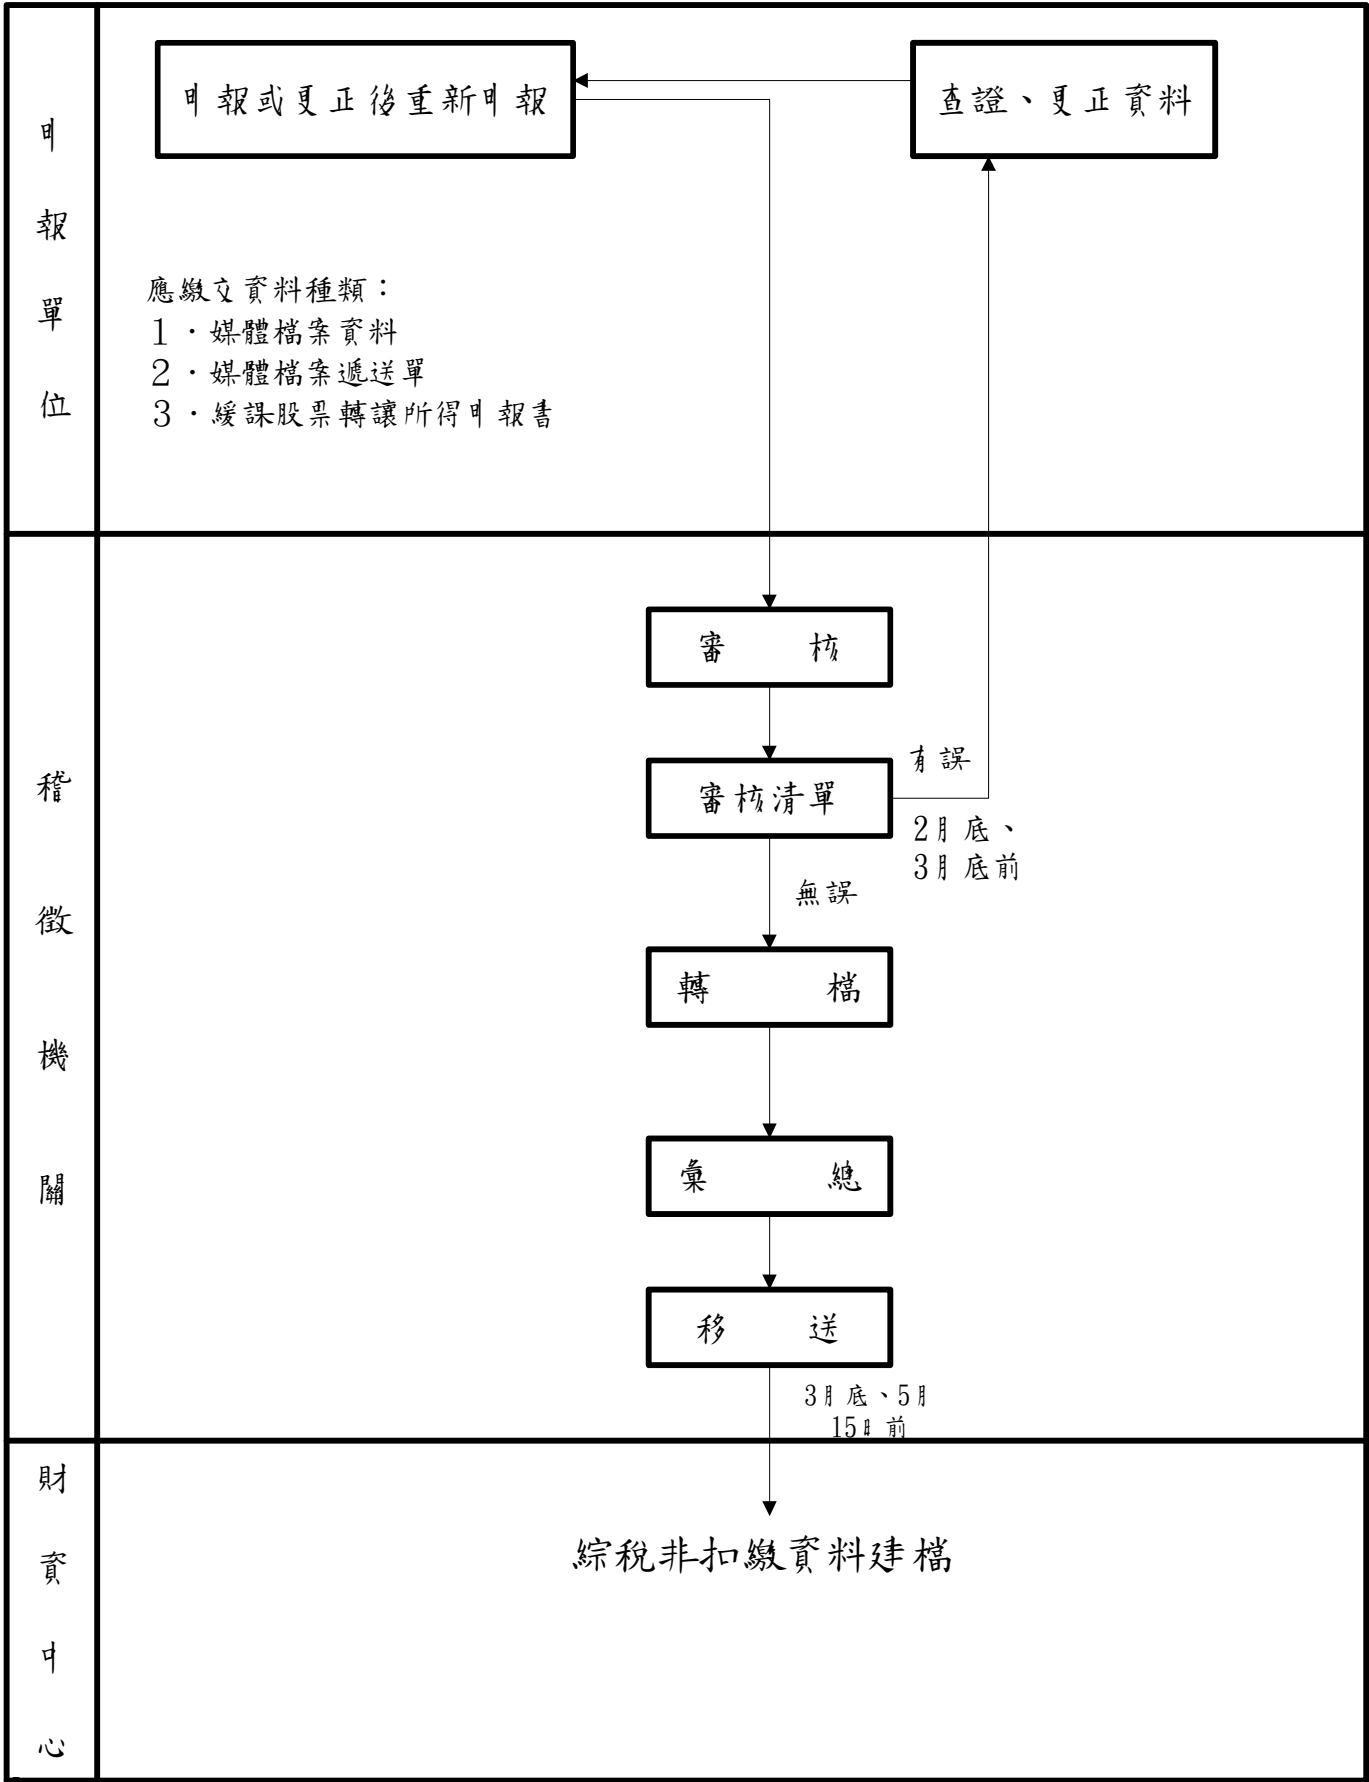 申報單位
申報或更正後重新申報
查證、更正資料
應繳交資料種類：
１．媒體檔案資料
２．媒體檔案遞送單
３．緩課股票轉讓所得申報書
稽徵機關
審　　核
審核清單
有誤
2月底、
3月底前
無誤
轉　　檔
彙　　總
移　　送
3月底、5月
15日前
財資中心
綜稅非扣繳資料建檔